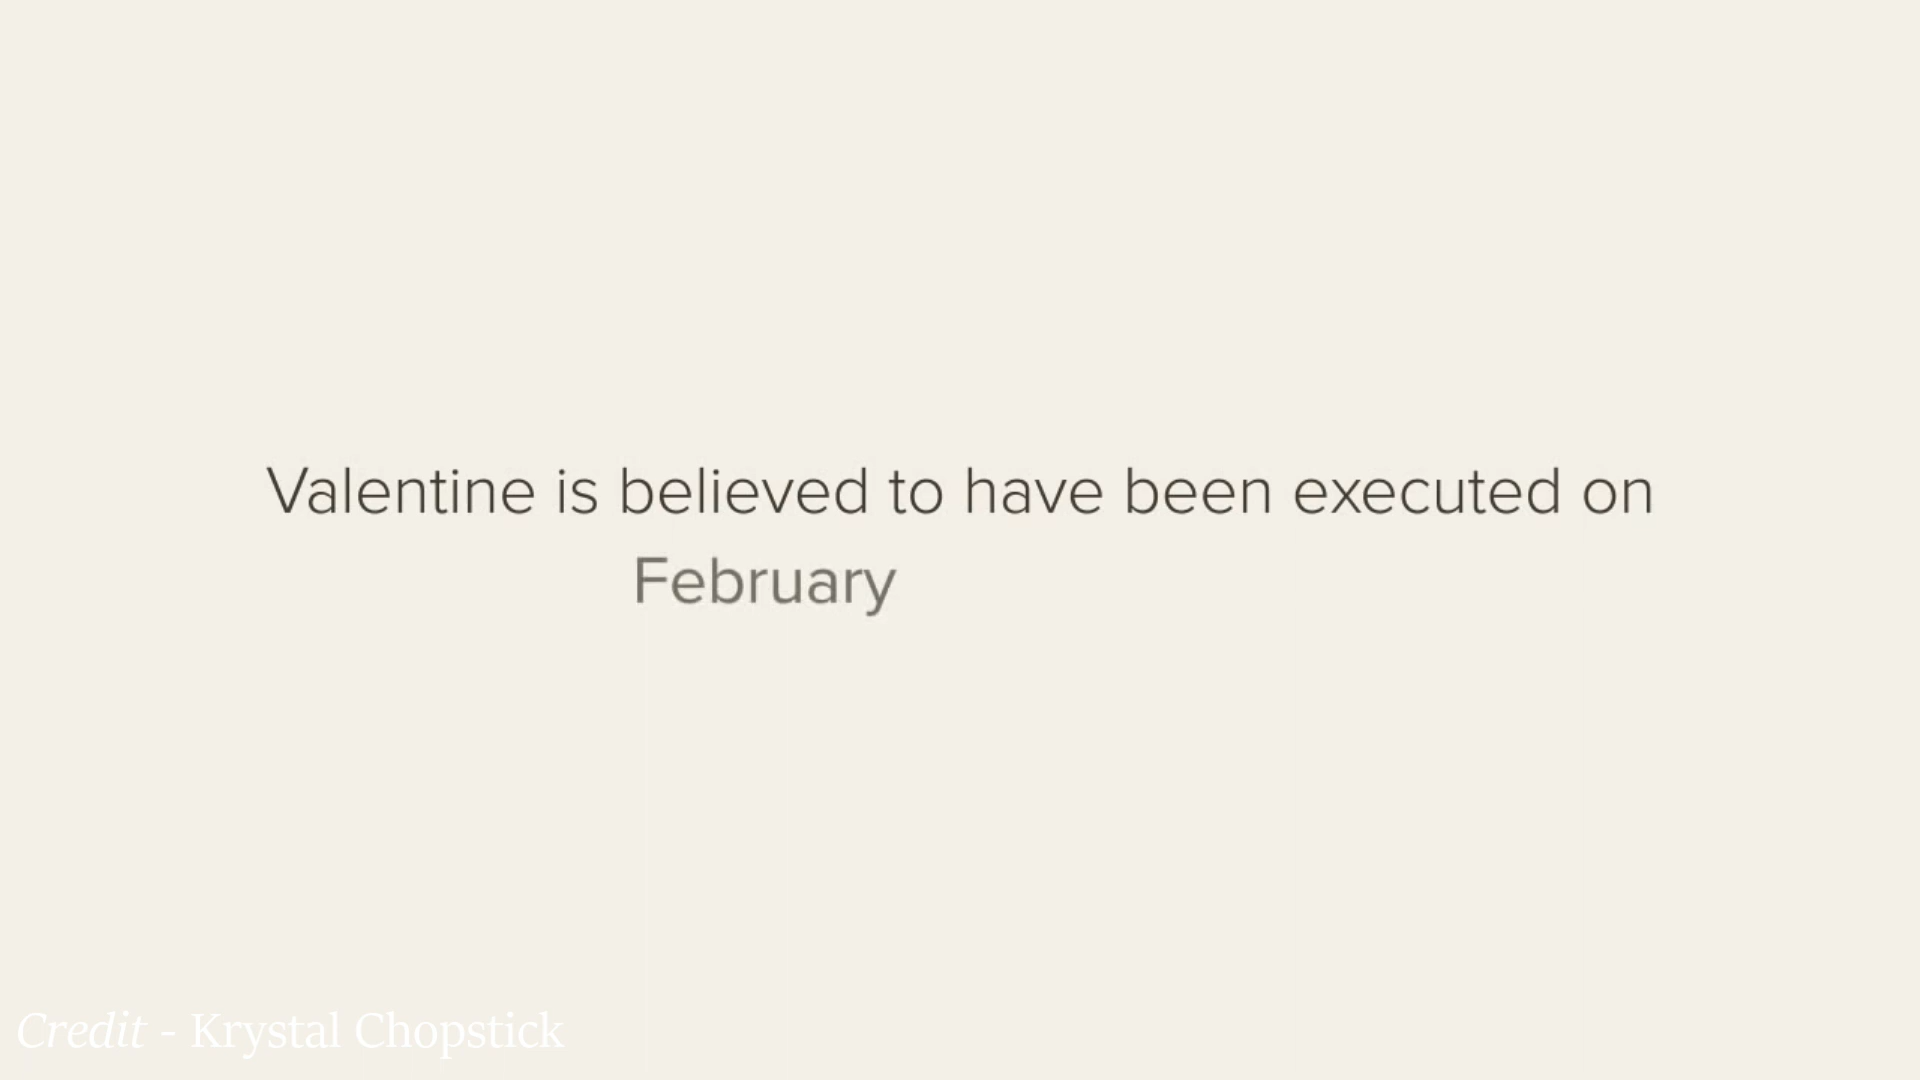 Valentine is believed to have been executed on
February
Credit - Krystal Chopstick